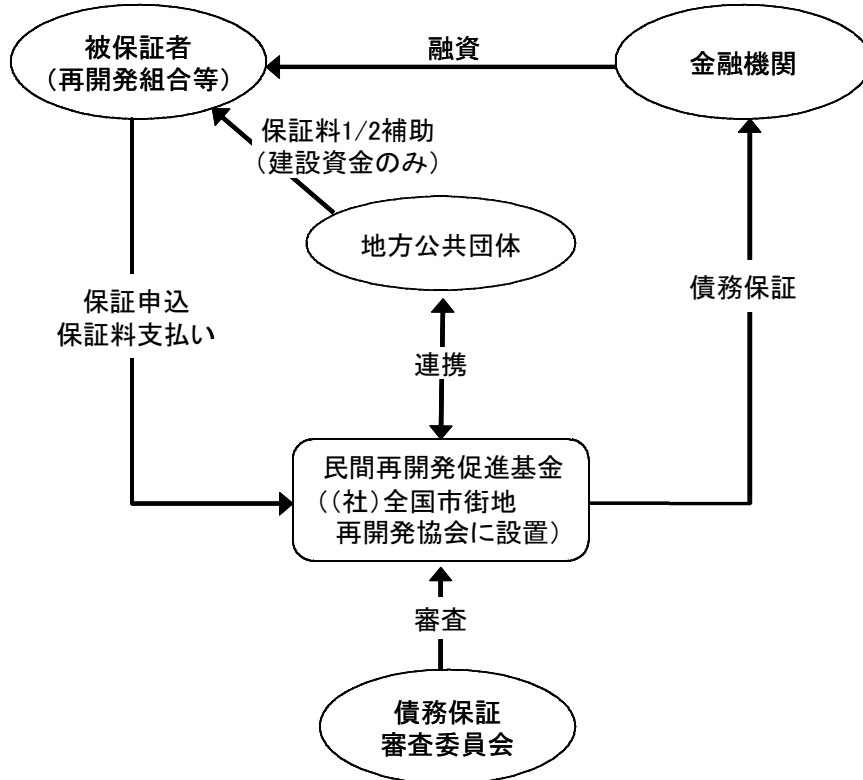 被保証者
（再開発組合等）
融資
金融機関
保証料1/2補助
（建設資金のみ）
地方公共団体
保証申込
保証料支払い
債務保証
連携
民間再開発促進基金
（（社）全国市街地
再開発協会に設置）
審査
債務保証
審査委員会